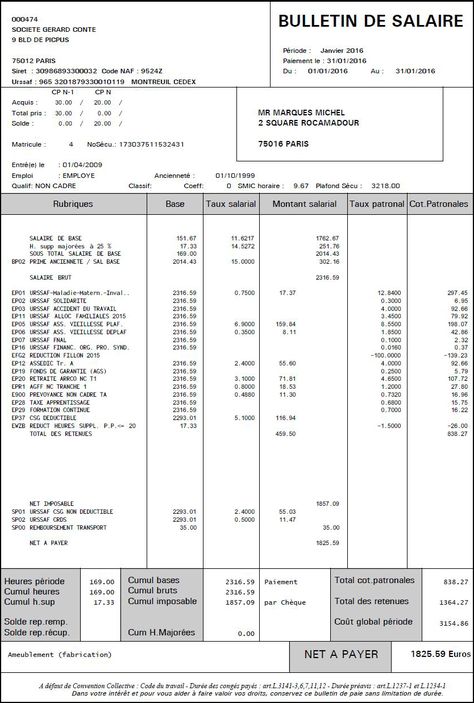 000474
SOCIETE GERARD CONTE
9 BLD DE PICPUS
75012 PARIS
Siret : 30986893300032 Code NAF : 9524Z
Urssaf : 965 3201879330010119 MONTREUIL CEDEX
BULLETIN DE SALAIRE
Période : Janvier 2016
Paiement le : 31/01/2016
Du : 01/01/2016 Au : 31/01/2016
CP N-1 CP N
Acquis : 30.00 / 20.00 /
Total pris : 30.00 / 0.00 /
Solde : 0.00 / 20.00 /
MR MARQUES MICHEL
2 SQUARE ROCAMADOUR
75016 PARIS
Matricule : 4 NoSécu.: 173037511532431
Entré(e) le : 01/04/2009
Emploi : EMPLOYE Ancienneté : 01/10/1999
Qualif: NON CADRE Classif: Coeff: 0 SMIC horaire : 9.67 Plafond Sécu : 3218.00
Rubriques Base Taux salarial Montant salarial Taux patronal Cot.Patronales
SALAIRE DE BASE 151.67 11.6217 1762.67
H. supp majorées à 25 % 17.33 14.5272 251.76
SOUS TOTAL SALAIRE DE BASE 169.00 2014.43
BP02 PRIME ANCIENNETE / SAL BASE 2014.43 15.0000 302.16
SALAIRE BRUT 2316.59
EP01 URSSAF-Maladie-Matern.-Inval.. 2316.59 0.7500 17.37 12.8400 297.45
EP02 URSSAF SOLIDARITE 2316.59 0.3000 6.95
EP03 URSSAF ACCIDENT DU TRAVAIL 2316.59 4.0000 92.66
EP11 URSSAF ALLOC FAMILIALES 2015 2316.59 3.4500 79.92
EP05 URSSAF ASS. VIEILLESSE PLAF. 2316.59 6.9000 159.84 8.5500 198.07
EP06 URSSAF ASS. VIEILLESSE DEPLAF 2316.59 0.3500 8.11 1.8500 42.86
EP07 URSSAF FNAL 2316.59 0.1000 2.32
EP16 URSSAF FINANC. ORG. PRO. SYND. 2316.59 0.0160 0.37
EFG2 REDUCTION FILLON 2015 -100.0000 -139.23
EP12 ASSEDIC Tr. A 2316.59 2.4000 55.60 4.0000 92.66
EP19 FONDS DE GARANTIE (AGS) 2316.59 0.2500 5.79
EP20 RETRAITE ARRCO NC T1 2316.59 3.1000 71.81 4.6500 107.72
EPR1 AGFF NC TRANCHE 1 2316.59 0.8000 18.53 1.2000 27.80
E900 PREVOYANCE NON CADRE TA 2316.59 0.4880 11.30 0.7320 16.96
EP28 TAXE APPRENTISSAGE 2316.59 0.6800 15.75
EP29 FORMATION CONTINUE 2316.59 0.7000 16.22
EP37 CSG DEDUCTIBLE 2293.01 5.1000 116.94
EWZB REDUCT HEURES SUPPL. P.P.<= 20 17.33 -1.5000 -26.00
TOTAL DES RETENUES 459.50 838.27
NET IMPOSABLE 1857.09
SP01 URSSAF CSG NON DEDUCTIBLE 2293.01 2.4000 55.03
SP02 URSSAF CRDS 2293.01 0.5000 11.47
SP00 REMBOURSEMENT TRANSPORT 35.00 35.00
NET A PAYER 1825.59
Heures période 169.00 Cumul bases 2316.59 Paiement Total cot.patronales 838.27
Cumul heures 169.00 Cumul bruts 2316.59
Cumul h.sup 17.33 Cumul imposable 1857.09 par Chèque Total des retenues 1364.27
Solde rep.remp. Coût global période 3154.86
Solde rep.récup. Cum H.Majorées 0.00
Ameublement (fabrication) NET A PAYER 1825.59 Euros
A défaut de Convention Collective : Code du travail - Durée des congés payés : art.L.3141-3,6,7,11,12 - Durée préavis : art.L.1237-1 et L.1234-1
Dans votre intérêt et pour vous aider à faire valoir vos droits, conservez ce bulletin de paie sans limitation de durée.